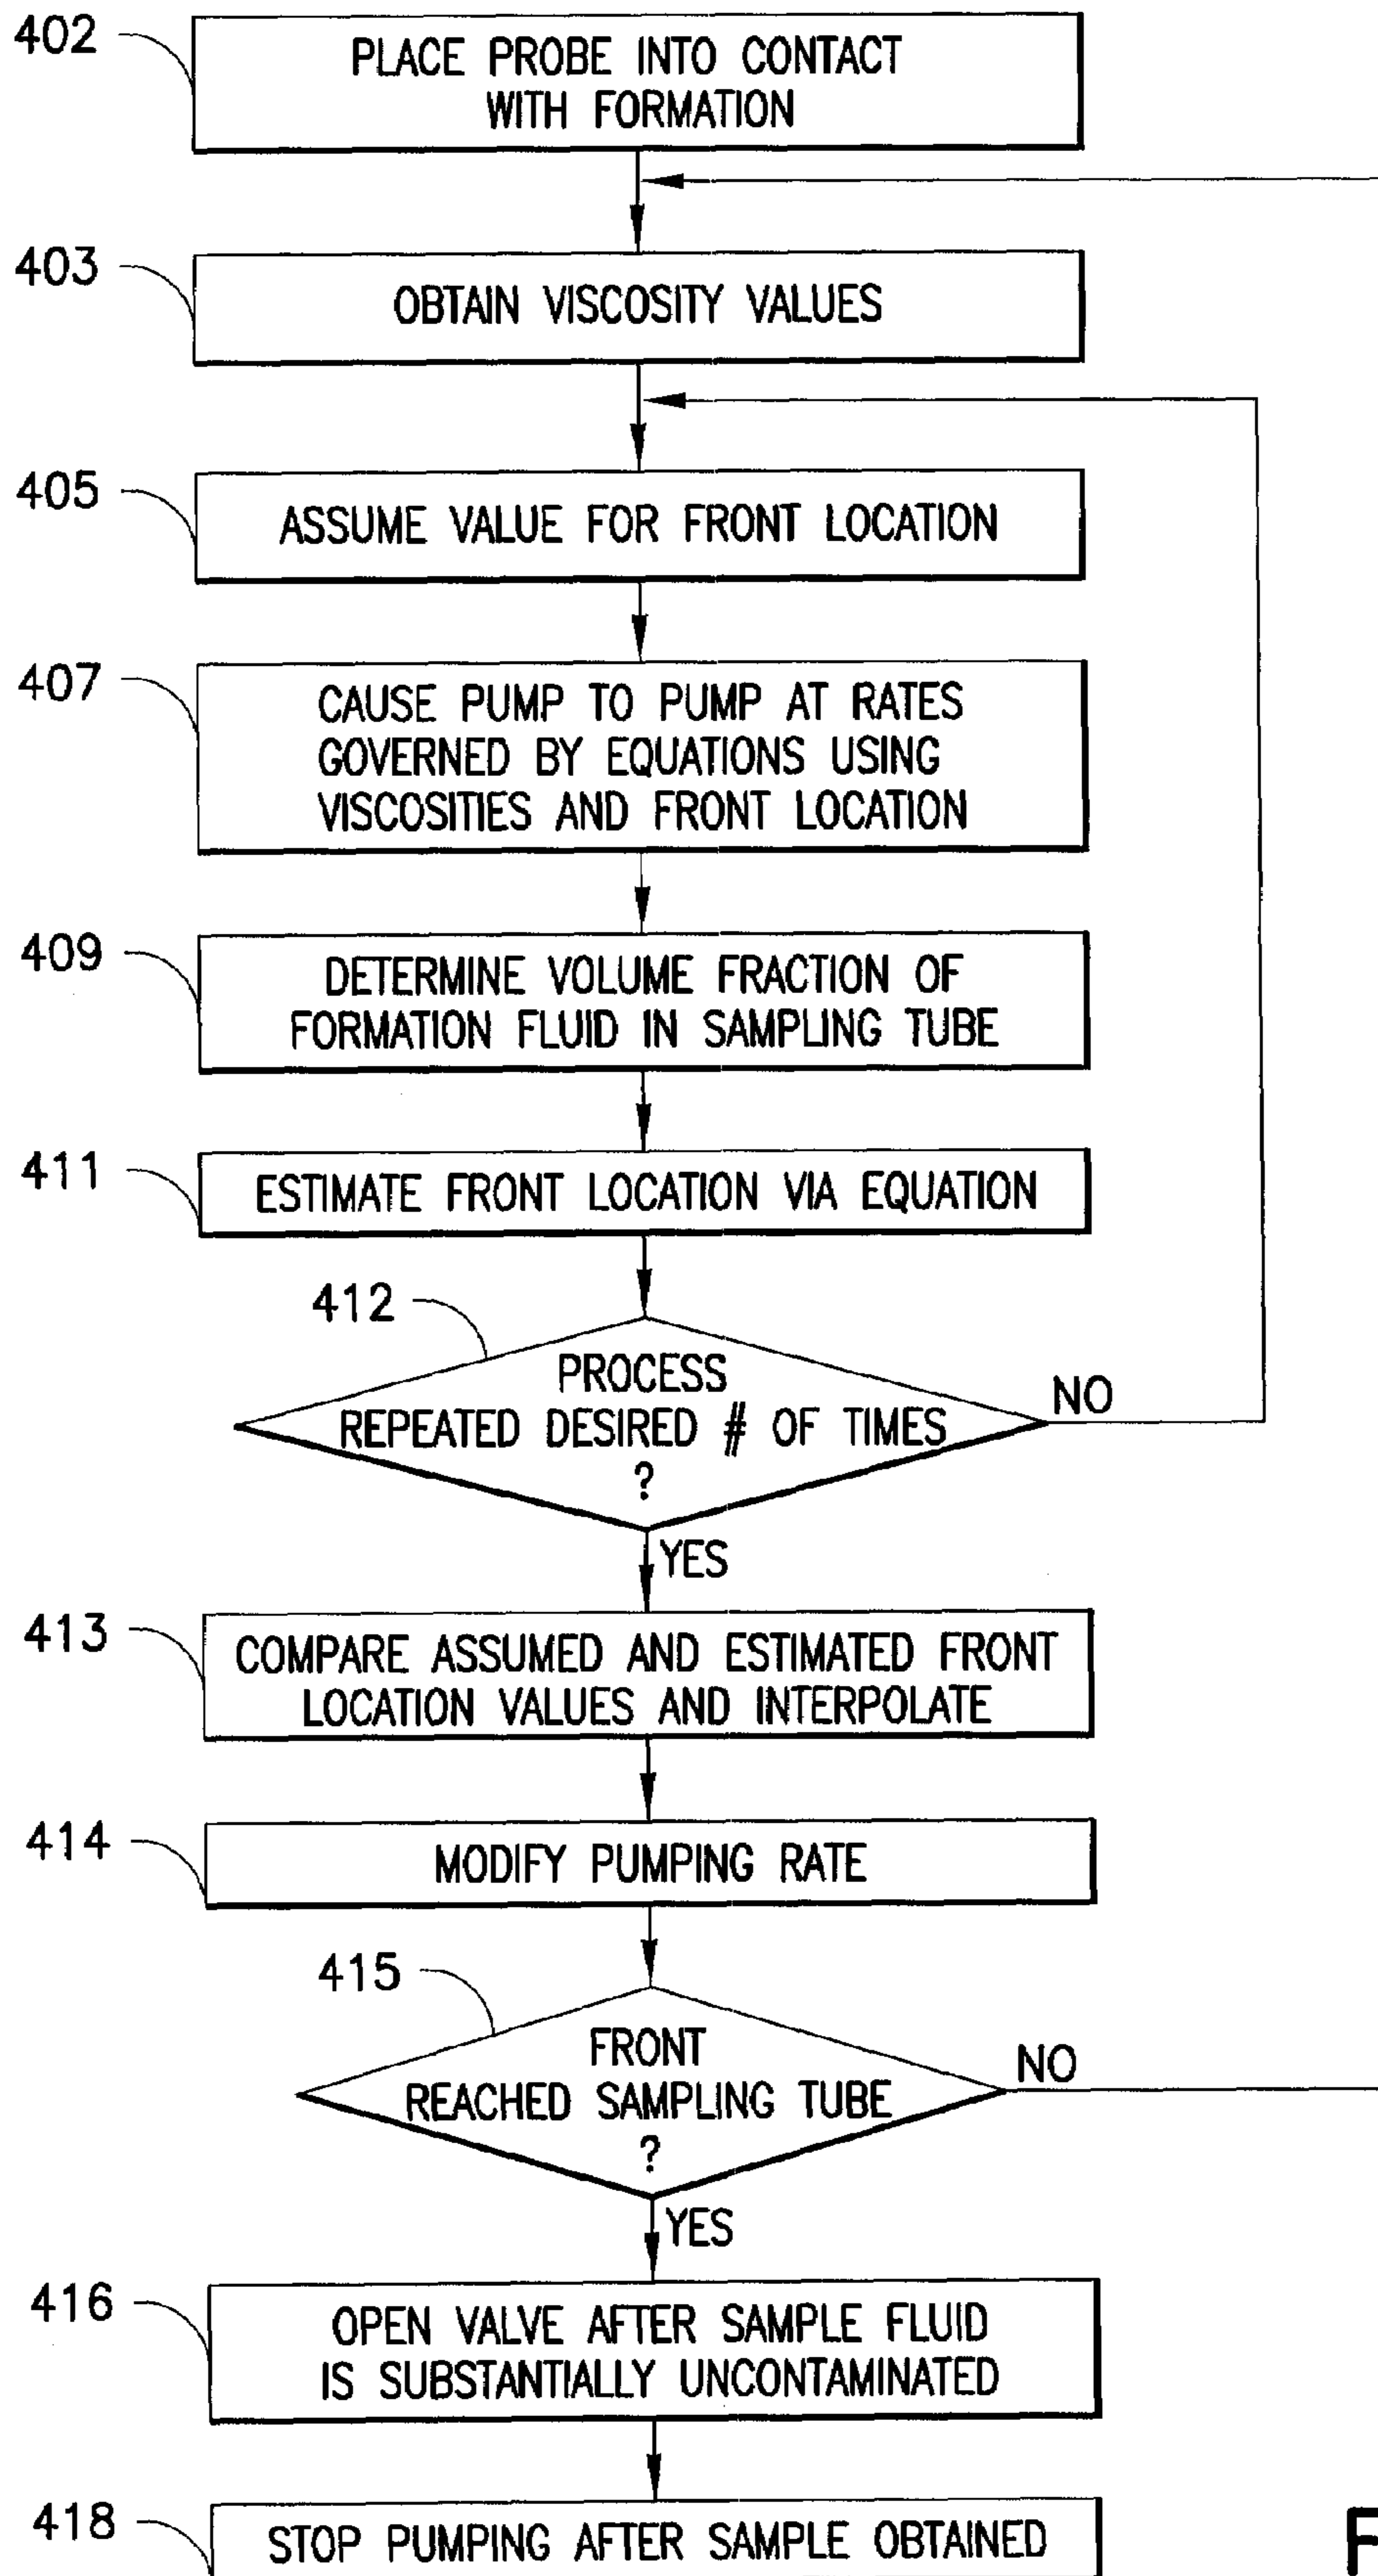 402
PLACE PROBE INTO CONTACT
WITH FORMATION
403
OBTAIN VISCOSITY VALUES
405
ASSUME VALUE FOR FRONT LOCATION
407
CAUSE PUMP TO PUMP AT RATES
GOVERNED BY EQUATIONS USING
VISCOSITIES AND FRONT LOCATION
409
DETERMINE VOLUME FRACTION OF
FORMATION FLUID IN SAMPLING TUBE
411
ESTIMATE FRONT LOCATION VIA EQUATION
412
PROCESS
REPEATED DESIRED # OF TIMES
?
NO
YES
413
COMPARE ASSUMED AND ESTIMATED FRONT
LOCATION VALUES AND INTERPOLATE
414
MODIFY PUMPING RATE
415
FRONT
REACHED SAMPLING TUBE
?
NO
YES
416
OPEN VALVE AFTER SAMPLE FLUID
IS SUBSTANTIALLY UNCONTAMINATED
418
STOP PUMPING AFTER SAMPLE OBTAINED